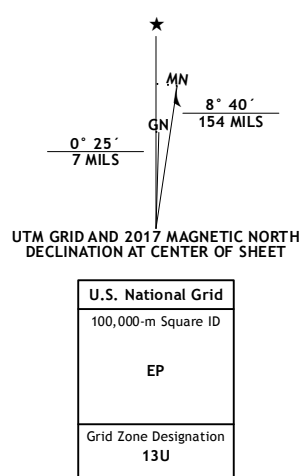 ★
MN
8° 40´
154 MILS
GN
0° 25´
7 MILS
UTM GRID AND 2017 MAGNETIC NORTH
DECLINATION AT CENTER OF SHEET
U.S. National Grid
100,000-m Square ID
EP
Grid Zone Designation
13U